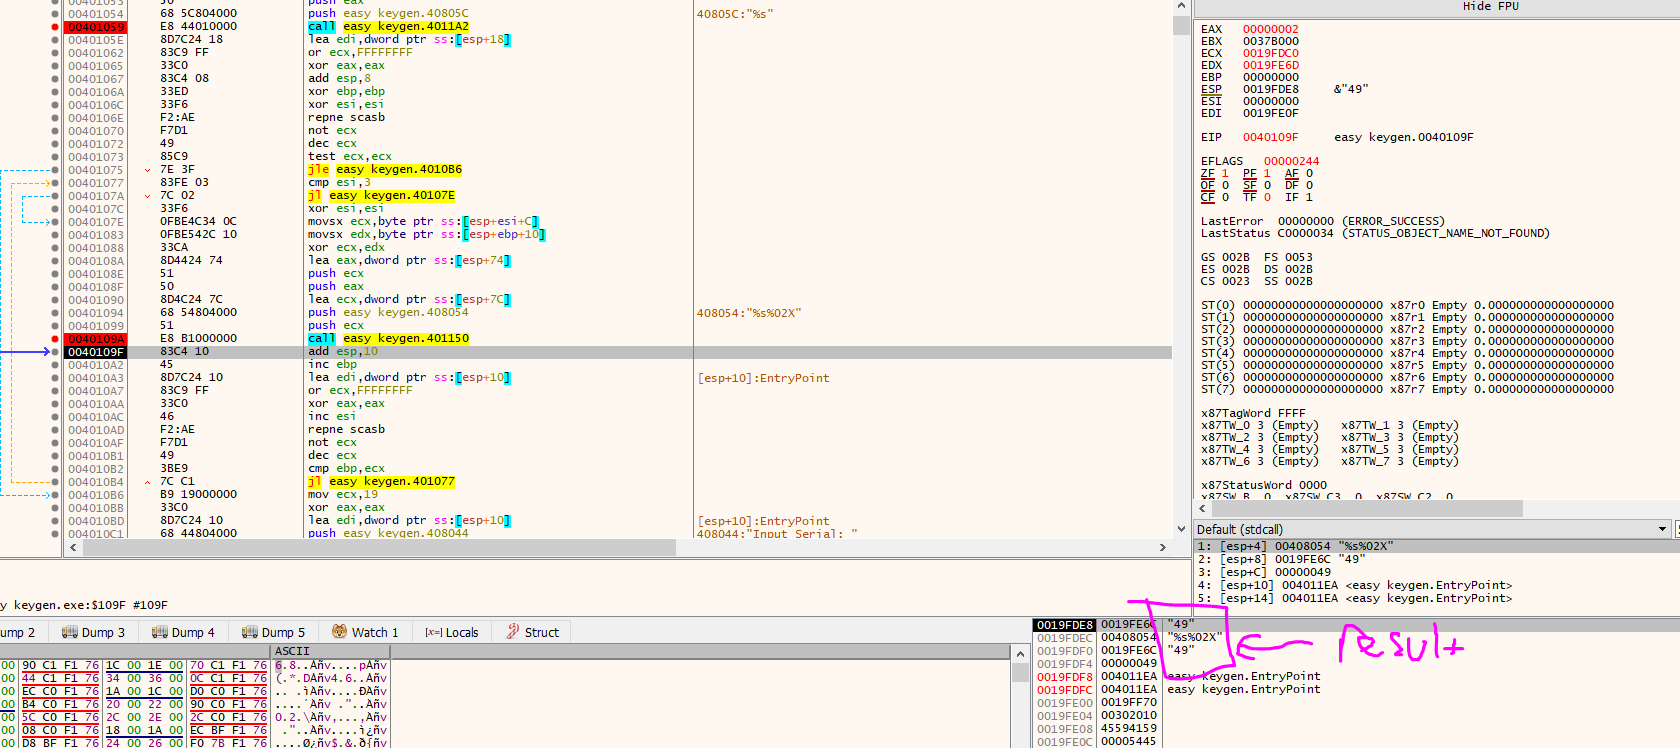 00401053 50 push eax
00401054 68 5C804000 push easy keygen.40805C 40805C:"%s"
00401059 E8 44010000 call easy keygen.4011A2
0040105E 8D7C24 18 lea edi,dword ptr ss:[esp+18]
00401062 83C9 FF or ecx,FFFFFFFF
00401065 33C0 xor eax,eax
00401067 83C4 08 add esp,8
0040106A 33ED xor ebp,ebp
0040106C 33F6 xor esi,esi
0040106E F2:AE repne scasb
00401070 F7D1 not ecx
00401072 49 dec ecx
00401073 85C9 test ecx,ecx
00401075 7E 3F jle easy keygen.4010B6
00401077 83FE 03 cmp esi,3
0040107A 7C 02 jl easy keygen.40107E
0040107C 33F6 xor esi,esi
0040107E 0FBE4C34 0C movsx ecx,byte ptr ss:[esp+esi+C]
00401083 0FBE542C 10 movsx edx,byte ptr ss:[esp+ebp+10]
00401088 33CA xor ecx,edx
0040108A 8D4424 74 lea eax,dword ptr ss:[esp+74]
0040108E 51 push ecx
0040108F 50 push eax
00401090 8D4C24 7C lea ecx,dword ptr ss:[esp+7C]
00401094 68 54804000 push easy keygen.408054 408054:"%s%02X"
00401099 51 push ecx
0040109A E8 B1000000 call easy keygen.401150
0040109F 83C4 10 add esp,10
004010A2 45 inc ebp
004010A3 8D7C24 10 lea edi,dword ptr ss:[esp+10] [esp+10]:EntryPoint
004010A7 83C9 FF or ecx,FFFFFFFF
004010AA 33C0 xor eax,eax
004010AC 46 inc esi
004010AD F2:AE repne scasb
004010AF F7D1 not ecx
004010B1 49 dec ecx
004010B2 3BE9 cmp ebp,ecx
004010B4 7C C1 jl easy keygen.401077
004010B6 B9 19000000 mov ecx,19
004010BB 33C0 xor eax,eax
004010BD 8D7C24 10 lea edi,dword ptr ss:[esp+10] [esp+10]:EntryPoint
004010C1 68 44804000 push easy keygen.408044 408044:"Input Serial: "
Hide FPU
EAX 00000002
EBX 0037B000
ECX 0019FDC0
EDX 0019FE6D
EBP 00000000
ESP 0019FDE8 &"49"
ESI 00000000
EDI 0019FE0F
EIP 0040109F easy keygen.0040109F
EFLAGS 00000244
ZF 1 PF 1 AF 0
OF 0 SF 0 DF 0
CF 0 TF 0 IF 1
LastError 00000000 (ERROR_SUCCESS)
LastStatus C0000034 (STATUS_OBJECT_NAME_NOT_FOUND)
GS 002B FS 0053
ES 002B DS 002B
CS 0023 SS 002B
ST(0) 00000000000000000000 x87r0 Empty 0.000000000000000000
ST(1) 00000000000000000000 x87r1 Empty 0.000000000000000000
ST(2) 00000000000000000000 x87r2 Empty 0.000000000000000000
ST(3) 00000000000000000000 x87r3 Empty 0.000000000000000000
ST(4) 00000000000000000000 x87r4 Empty 0.000000000000000000
ST(5) 00000000000000000000 x87r5 Empty 0.000000000000000000
ST(6) 00000000000000000000 x87r6 Empty 0.000000000000000000
ST(7) 00000000000000000000 x87r7 Empty 0.000000000000000000
x87TagWord FFFF
x87TW_0 3 (Empty) x87TW_1 3 (Empty)
x87TW_2 3 (Empty) x87TW_3 3 (Empty)
x87TW_4 3 (Empty) x87TW_5 3 (Empty)
x87TW_6 3 (Empty) x87TW_7 3 (Empty)
x87StatusWord 0000
x87SW_B 0 x87SW_C3 0 x87SW_C2 0
Default (stdcall)
1: [esp+4] 00408054 "%s%02X"
2: [esp+8] 0019FE6C "49"
3: [esp+C] 00000049
4: [esp+10] 004011EA <easy keygen.EntryPoint>
5: [esp+14] 004011EA <easy keygen.EntryPoint>
y keygen.exe:$109F #109F
ump 2 Dump 3 Dump 4 Dump 5 Watch 1 [x=] Locals Struct
ASCII
00 90 C1 F1 76 1C 00 1E 00 70 C1 F1 76 6.8..Áñv....pÁñv
00 44 C1 F1 76 34 00 36 00 0C C1 F1 76 (.*.DÁñv4.6..Áñv
00 EC C0 F1 76 1A 00 1C 00 D0 C0 F1 76
00 B4 C0 F1 76 20 00 22 00 90 C0 F1 76
00 5C C0 F1 76 2C 00 2E 00 2C C0 F1 76 0.2.\Àñv,...,Àñv
00 08 C0 F1 76 18 00 1A 00 EC BF F1 76
00 D8 BF F1 76 24 00 26 00 F0 7B F1 76
0019FDE8 0019FE6C "49"
0019FDEC 00408054 "%s%02X"
0019FDF0 0019FE6C "49"
0019FDF4 00000049
0019FDF8 004011EA easy keygen.EntryPoint
0019FDFC 004011EA easy keygen.EntryPoint
0019FE00 0019FF70
0019FE04 00302010
0019FE08 45594159
0019FE0C 00005445
result